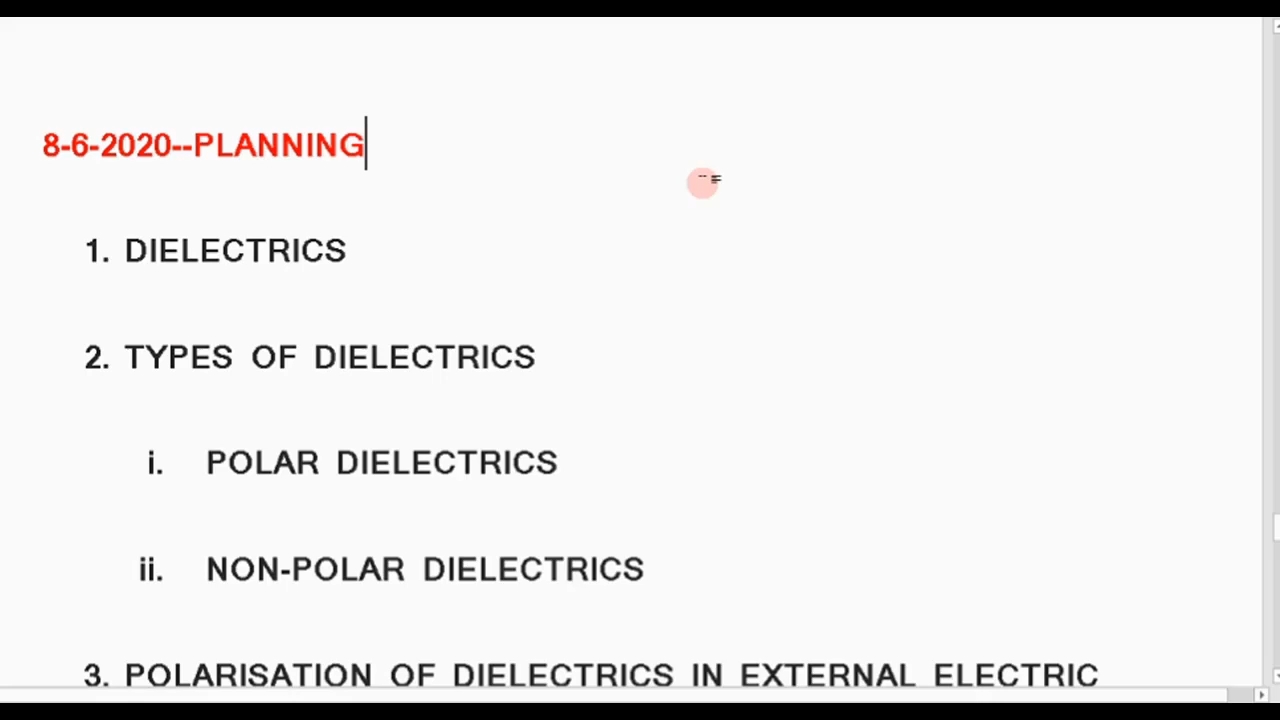 8-6-2020--PLANNING
1. DIELECTRICS
2. TYPES OF DIELECTRICS
i. POLAR DIELECTRICS
ii. NON-POLAR DIELECTRICS
3. POLARISATION OF DIELECTRICS IN EXTERNAL ELECTRIC